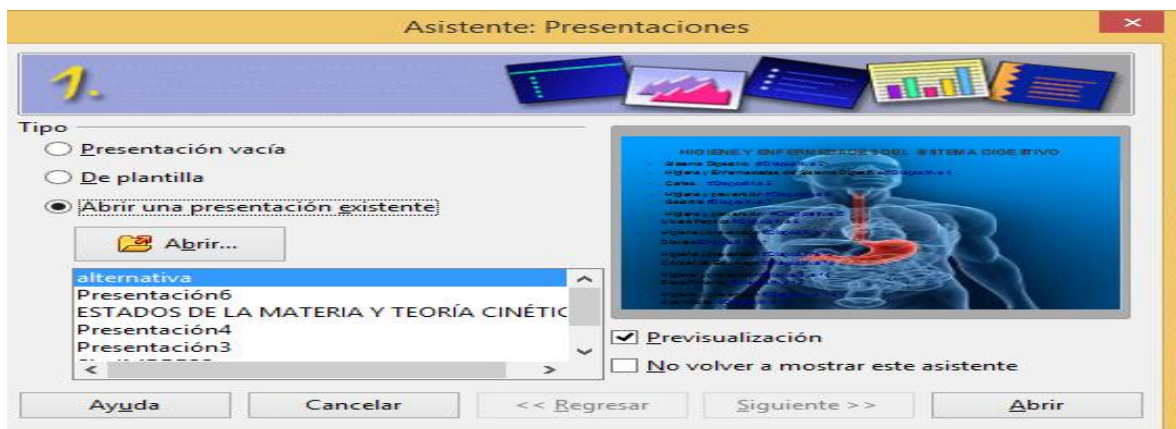 Asistente: Presentaciones
1.
Tipo
Presentación vacía
De plantilla
Abrir una presentación existente
Abrir...
alternativa
Presentación6
ESTADOS DE LA MATERIA Y TEORÍA CINÉTIC
Presentación4
Presentación3
HIGIENE Y ENFERMEDADES DEL SISTEMA DIGESTIVO
Previsualización
No volver a mostrar este asistente
Ayuda
Cancelar
<< Regresar
Siguiente >>
Abrir